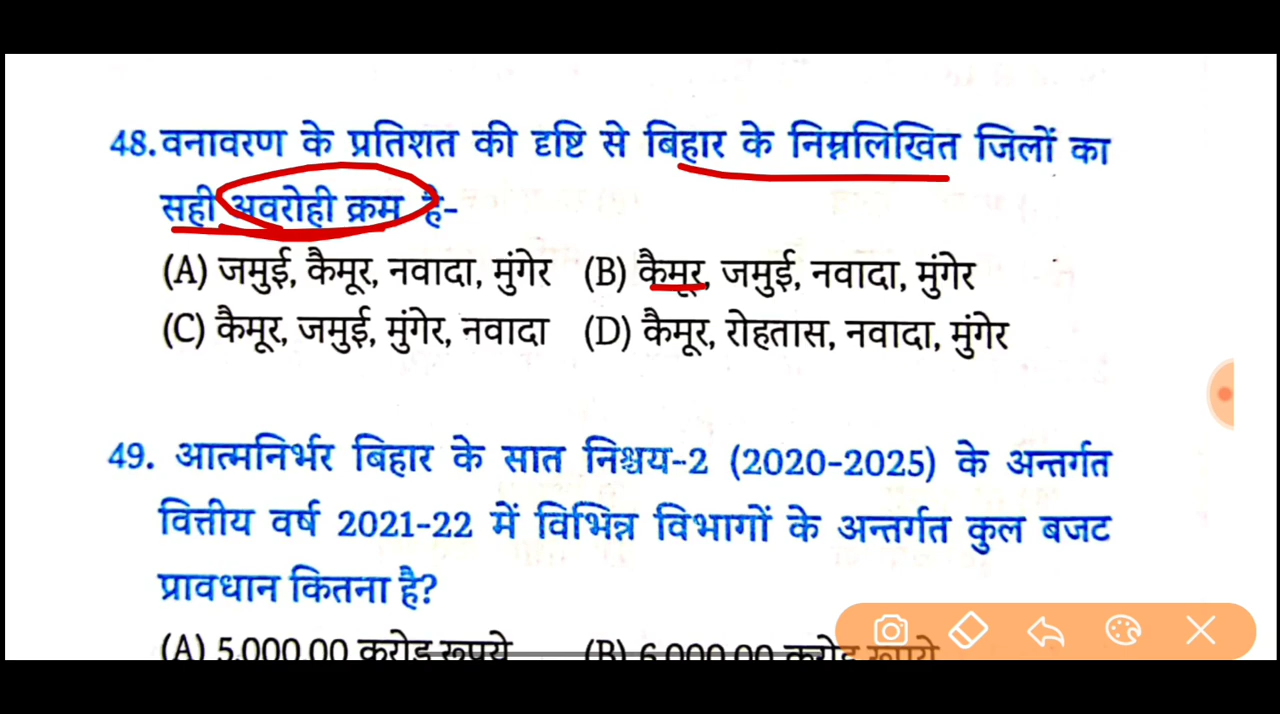 48. वनावरण के प्रतिशत की दृष्टि से बिहार के निम्नलिखित जिलों का
सही अवरोही क्रम है-
(A) जमुई, कैमूर, नवादा, मुंगेर (B) कैमूर, जमुई, नवादा, मुंगेर
(C) कैमूर, जमुई, मुंगेर, नवादा (D) कैमूर, रोहतास, नवादा, मुंगेर
49. आत्मनिर्भर बिहार के सात निश्चय-2 (2020-2025) के अन्तर्गत
वित्तीय वर्ष 2021-22 में विभिन्न विभागों के अन्तर्गत कुल बजट
प्रावधान कितना है?
(A) 5,000.00 करोड़ रूपये (B) 6,000.00 करोड़ रूपये